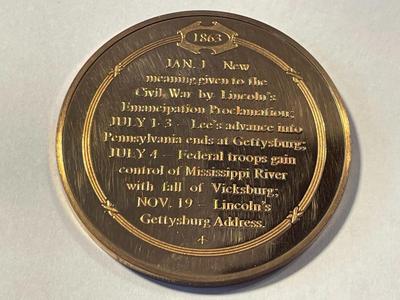 1863
JAN. 1 - New
meaning given to the
Civil War by Lincoln's
Emancipation Proclamation;
JULY 1-3 - Lee's advance into
Pennsylvania ends at Gettysburg;
JULY 4 - Federal troops gain
control of Mississippi River
with fall of Vicksburg;
NOV. 19 - Lincoln's
Gettysburg Address.